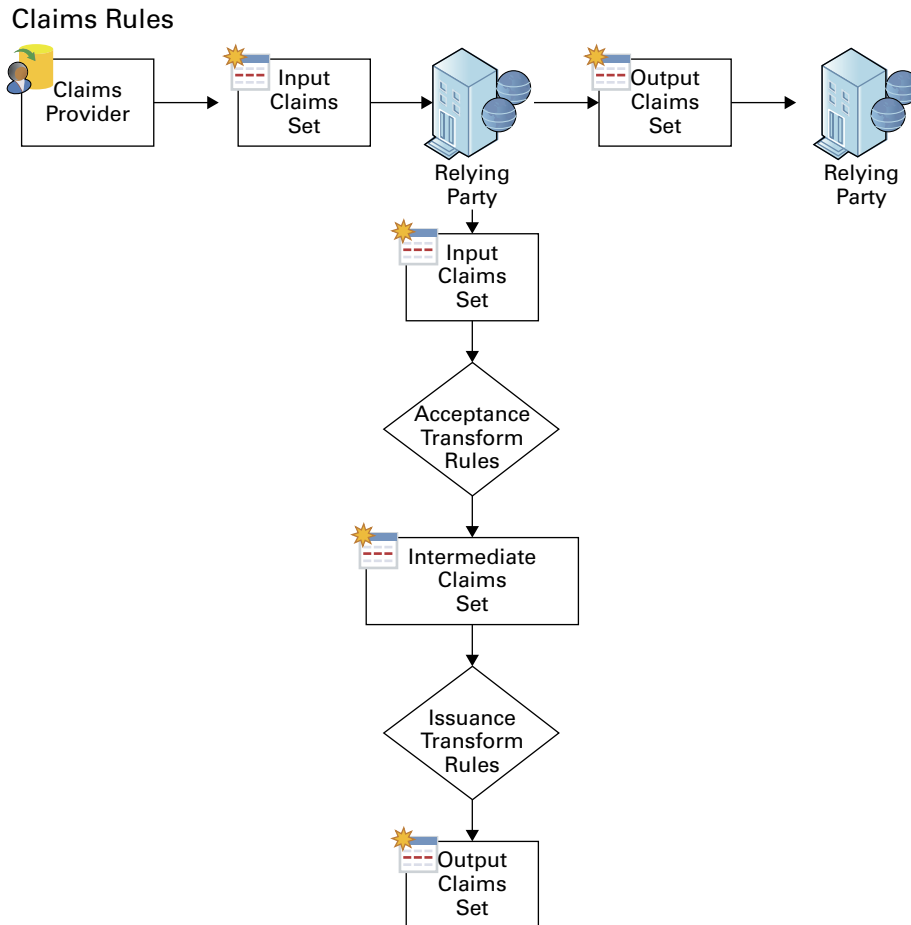 Claims Rules
Claims
Provider
Input
Claims
Set
Relying
Party
Output
Claims
Set
Relying
Party
Input
Claims
Set
Acceptance
Transform
Rules
Intermediate
Claims
Set
Issuance
Transform
Rules
Output
Claims
Set